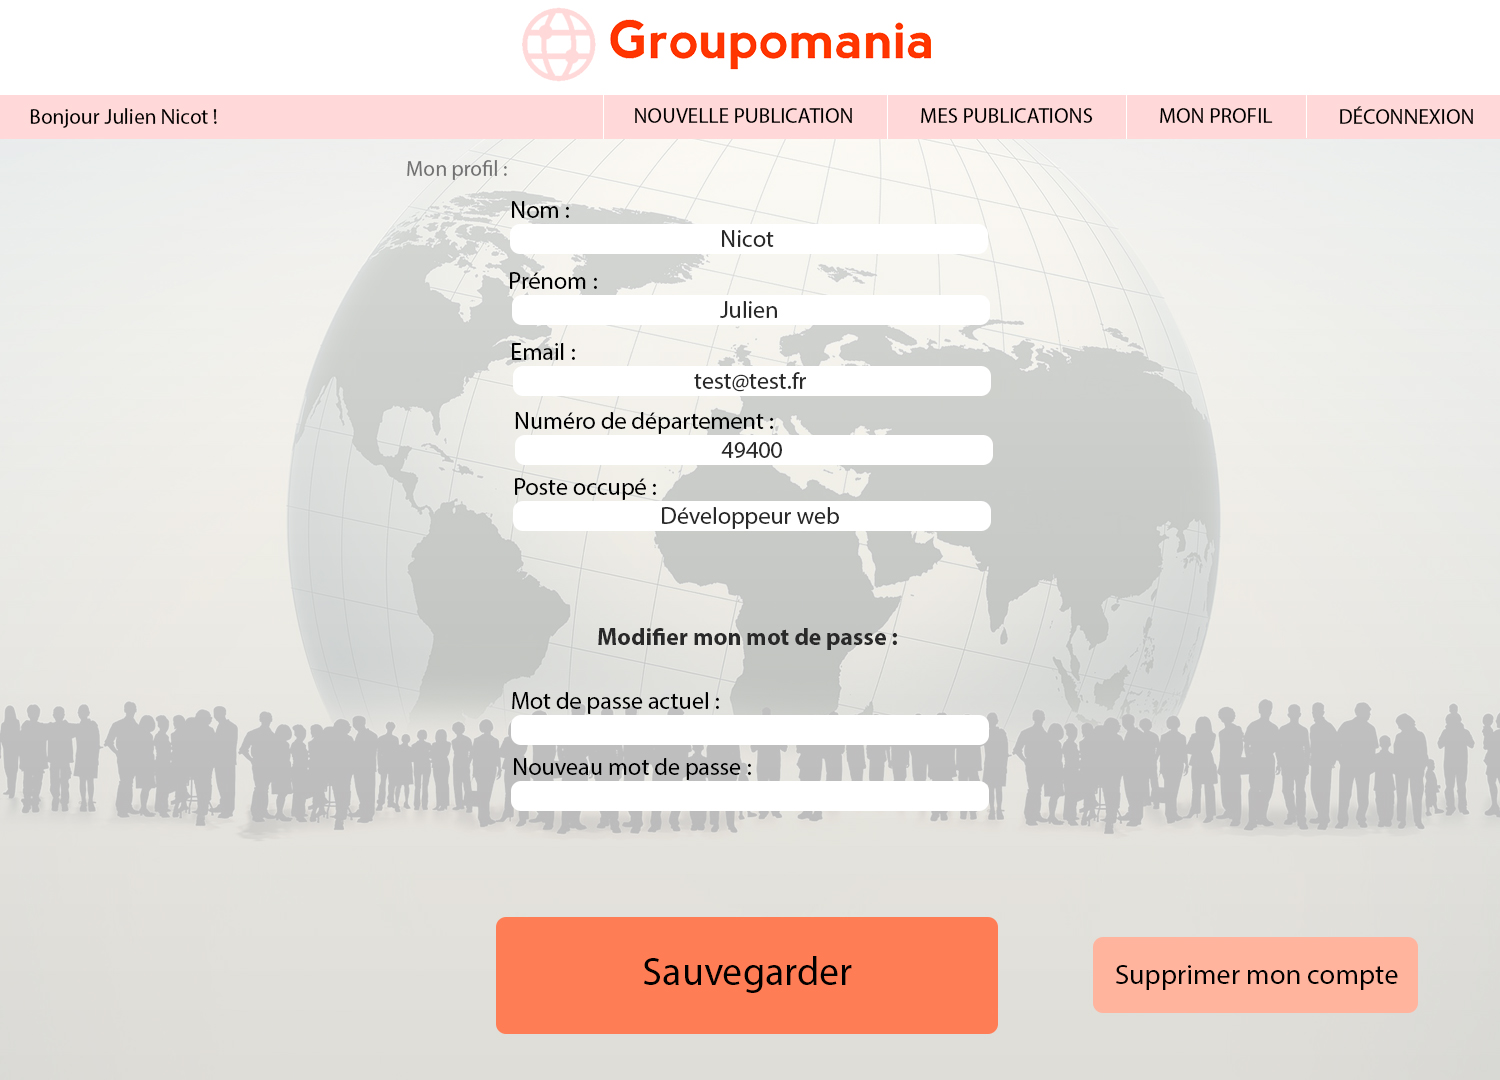 Groupomania
Bonjour Julien Nicot !
NOUVELLE PUBLICATION
MES PUBLICATIONS
MON PROFIL
DÉCONNEXION
Mon profil :
Nom :
Nicot
Prénom :
Julien
Email :
test@test.fr
Numéro de département :
49400
Poste occupé :
Développeur web
Modifier mon mot de passe :
Mot de passe actuel :
Nouveau mot de passe :
Sauvegarder
Supprimer mon compte